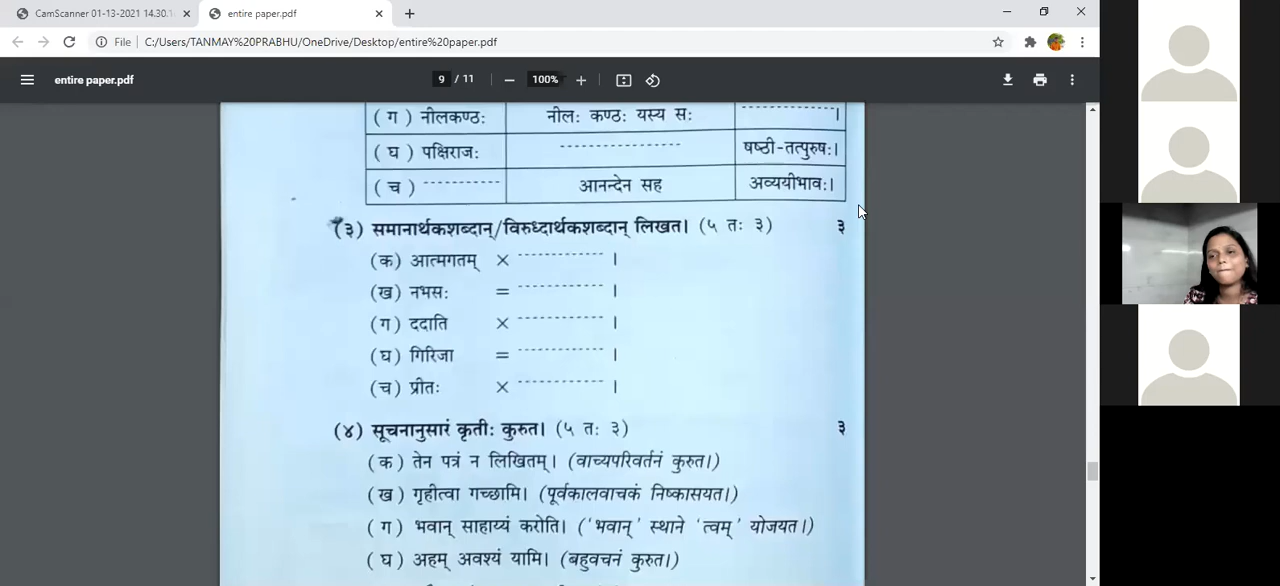 CamScanner 01-13-2021 14.30.1
entire paper.pdf
File C:/Users/TANMAY%20PRABHU/OneDrive/Desktop/entire%20paper.pdf
entire paper.pdf
9 / 11
100%
( ग ) नीलकण्ठः नीलः कण्ठः यस्य सः ------------।
( घ ) पक्षिराजः ------------ षष्ठी-तत्पुरुषः।
( च ) ------------ आनन्देन सह अव्ययीभावः।
(३) समानार्थकशब्दान्/विरुध्दार्थकशब्दान् लिखत। (५ तः ३) ३
(क) आत्मगतम् × ------------ ।
(ख) नभसः = ------------ ।
(ग) ददाति × ------------ ।
(घ) गिरिजा = ------------ ।
(च) प्रीतः × ------------ ।
(४) सूचनानुसारं कृतीः कुरुत। (५ तः ३) ३
(क) तेन पत्रं न लिखितम्। (वाच्यपरिवर्तनं कुरुत।)
(ख) गृहीत्वा गच्छामि। (पूर्वकालवाचकं निष्कासयत।)
(ग) भवान् साहाय्यं करोति। ('भवान्' स्थाने 'त्वम्' योजयत।)
(घ) अहम् अवश्यं यामि। (बहुवचनं कुरुत।)